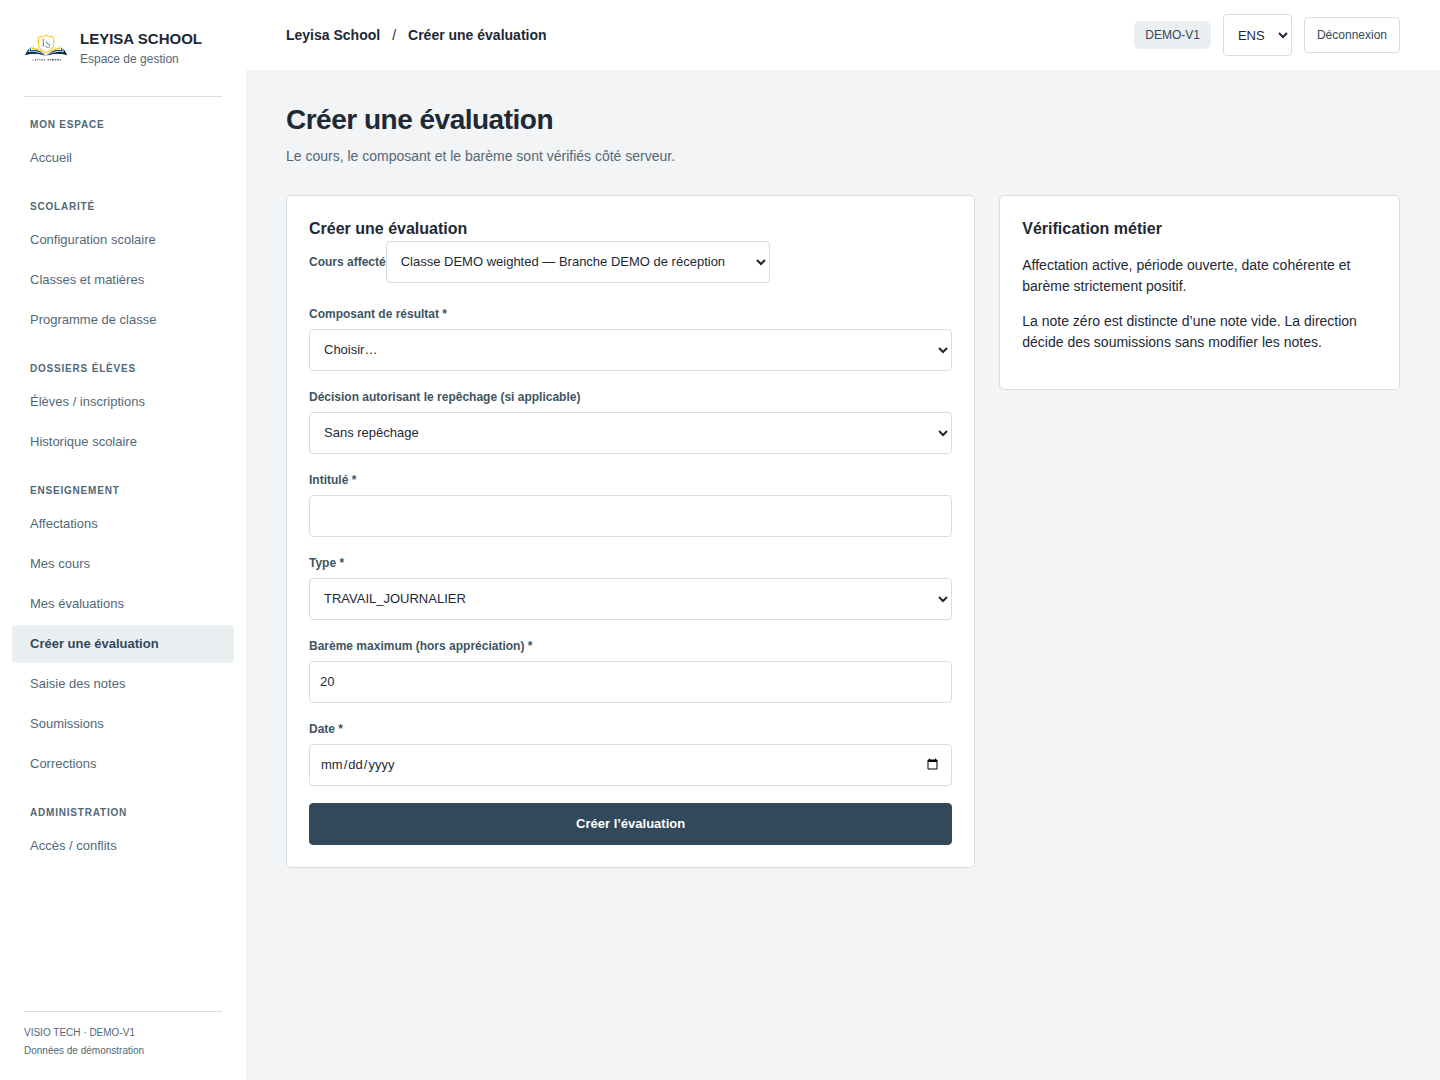 LEYISA SCHOOL
Espace de gestion
MON ESPACE
Accueil
SCOLARITÉ
Configuration scolaire
Classes et matières
Programme de classe
DOSSIERS ÉLÈVES
Élèves / inscriptions
Historique scolaire
ENSEIGNEMENT
Affectations
Mes cours
Mes évaluations
Créer une évaluation
Saisie des notes
Soumissions
Corrections
ADMINISTRATION
Accès / conflits
VISIO TECH · DEMO-V1
Données de démonstration
Leyisa School / Créer une évaluation
DEMO-V1
ENS
Déconnexion
Créer une évaluation
Le cours, le composant et le barème sont vérifiés côté serveur.
Créer une évaluation
Cours affecté Classe DEMO weighted — Branche DEMO de réception
Composant de résultat *
Choisir…
Décision autorisant le repêchage (si applicable)
Sans repêchage
Intitulé *
Type *
TRAVAIL_JOURNALIER
Barème maximum (hors appréciation) *
20
Date *
mm/dd/yyyy
Créer l’évaluation
Vérification métier
Affectation active, période ouverte, date cohérente et
barème strictement positif.
La note zéro est distincte d’une note vide. La direction
décide des soumissions sans modifier les notes.